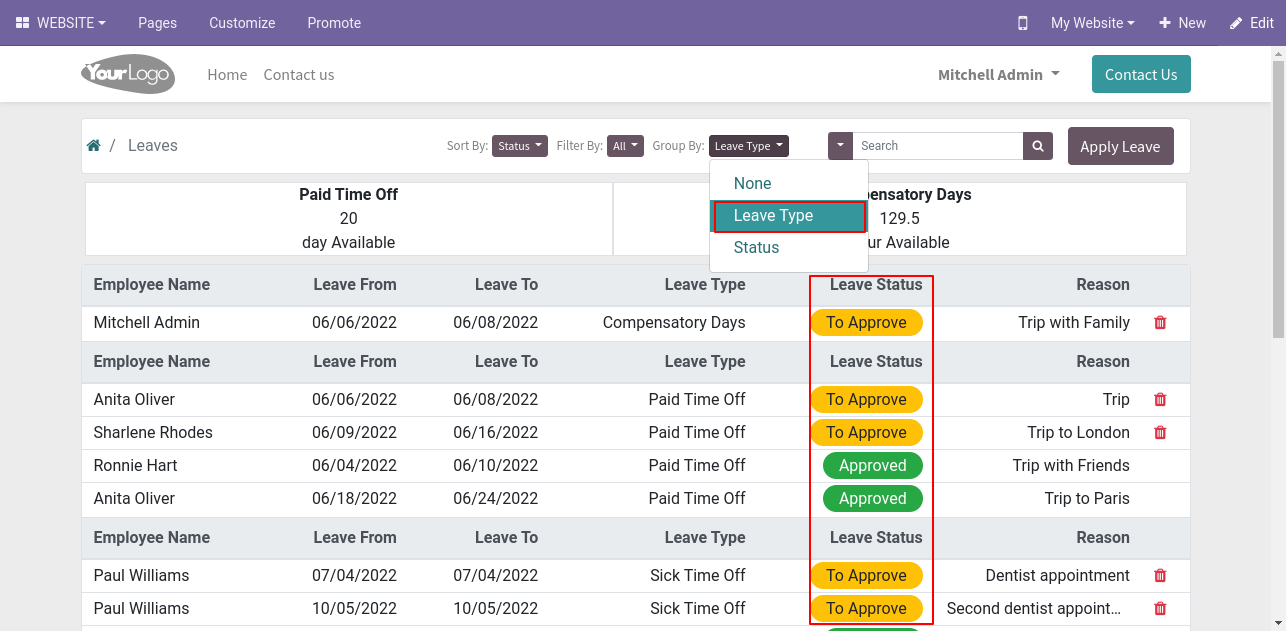 WEBSITE Pages Customize Promote My Website New Edit
YourLogo Home Contact us Mitchell Admin Contact Us
/ Leaves Sort By: Status Filter By: All Group By: Leave Type Search Apply Leave
None
Leave Type
Status
Paid Time Off
20
day Available
pensatory Days
129.5
ur Available
Employee Name Leave From Leave To Leave Type Leave Status Reason
Mitchell Admin 06/06/2022 06/08/2022 Compensatory Days To Approve Trip with Family
Employee Name Leave From Leave To Leave Type Leave Status Reason
Anita Oliver 06/06/2022 06/08/2022 Paid Time Off To Approve Trip
Sharlene Rhodes 06/09/2022 06/16/2022 Paid Time Off To Approve Trip to London
Ronnie Hart 06/04/2022 06/10/2022 Paid Time Off Approved Trip with Friends
Anita Oliver 06/18/2022 06/24/2022 Paid Time Off Approved Trip to Paris
Employee Name Leave From Leave To Leave Type Leave Status Reason
Paul Williams 07/04/2022 07/04/2022 Sick Time Off To Approve Dentist appointment
Paul Williams 10/05/2022 10/05/2022 Sick Time Off To Approve Second dentist appoint...